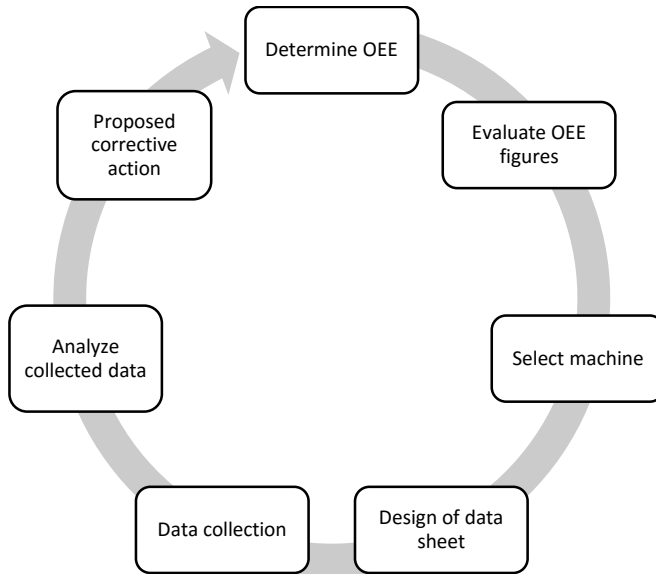 Determine OEE
Evaluate OEE
figures
Select machine
Design of data
sheet
Data collection
Analyze
collected data
Proposed
corrective
action